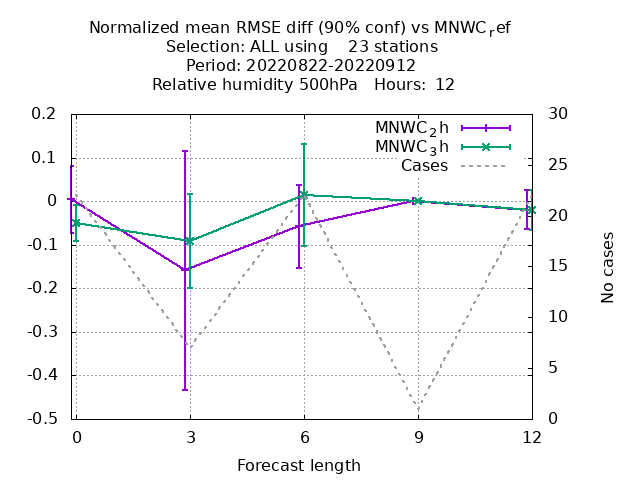 Normalized mean RMSE diff (90% conf) vs MNWC_ref
Selection: ALL using    23 stations
Period: 20220822-20220912
Relative humidity 500hPa   Hours: 12
MNWC_2h
MNWC_3h
Cases
0.2
0.1
0
-0.1
-0.2
-0.3
-0.4
-0.5
30
25
20
15
10
5
0
No cases
0 3 6 9 12
Forecast length